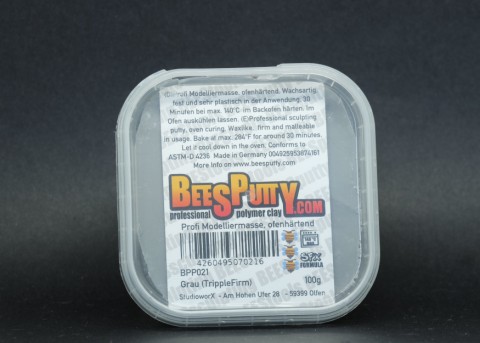 (D)Profi Modelliermasse, ofenhärtend. Wachsartig,
fest und sehr plastisch in der Anwendung. 30
Minuten bei max. 140°C im Backofen härten. Im
Ofen auskühlen lassen. (E)Professional sculpting
putty, oven curing. Waxlike, firm and malleable
in usage. Bake at max. 284°F for around 30 minutes.
Let it cool down in the oven. Conforms to
ASTM-D 4236 Made in Germany 004925953874161
More Info on www.beesputty.com
BEESPUTTY.COM
professional polymer clay
Profi Modelliermasse, ofenhärtend
4260495070216
BPP021
Grau (TrippleFirm)
SFX
FORMULA
100g
StudioworX - Am Hohen Ufer 28 - 59399 Olfen